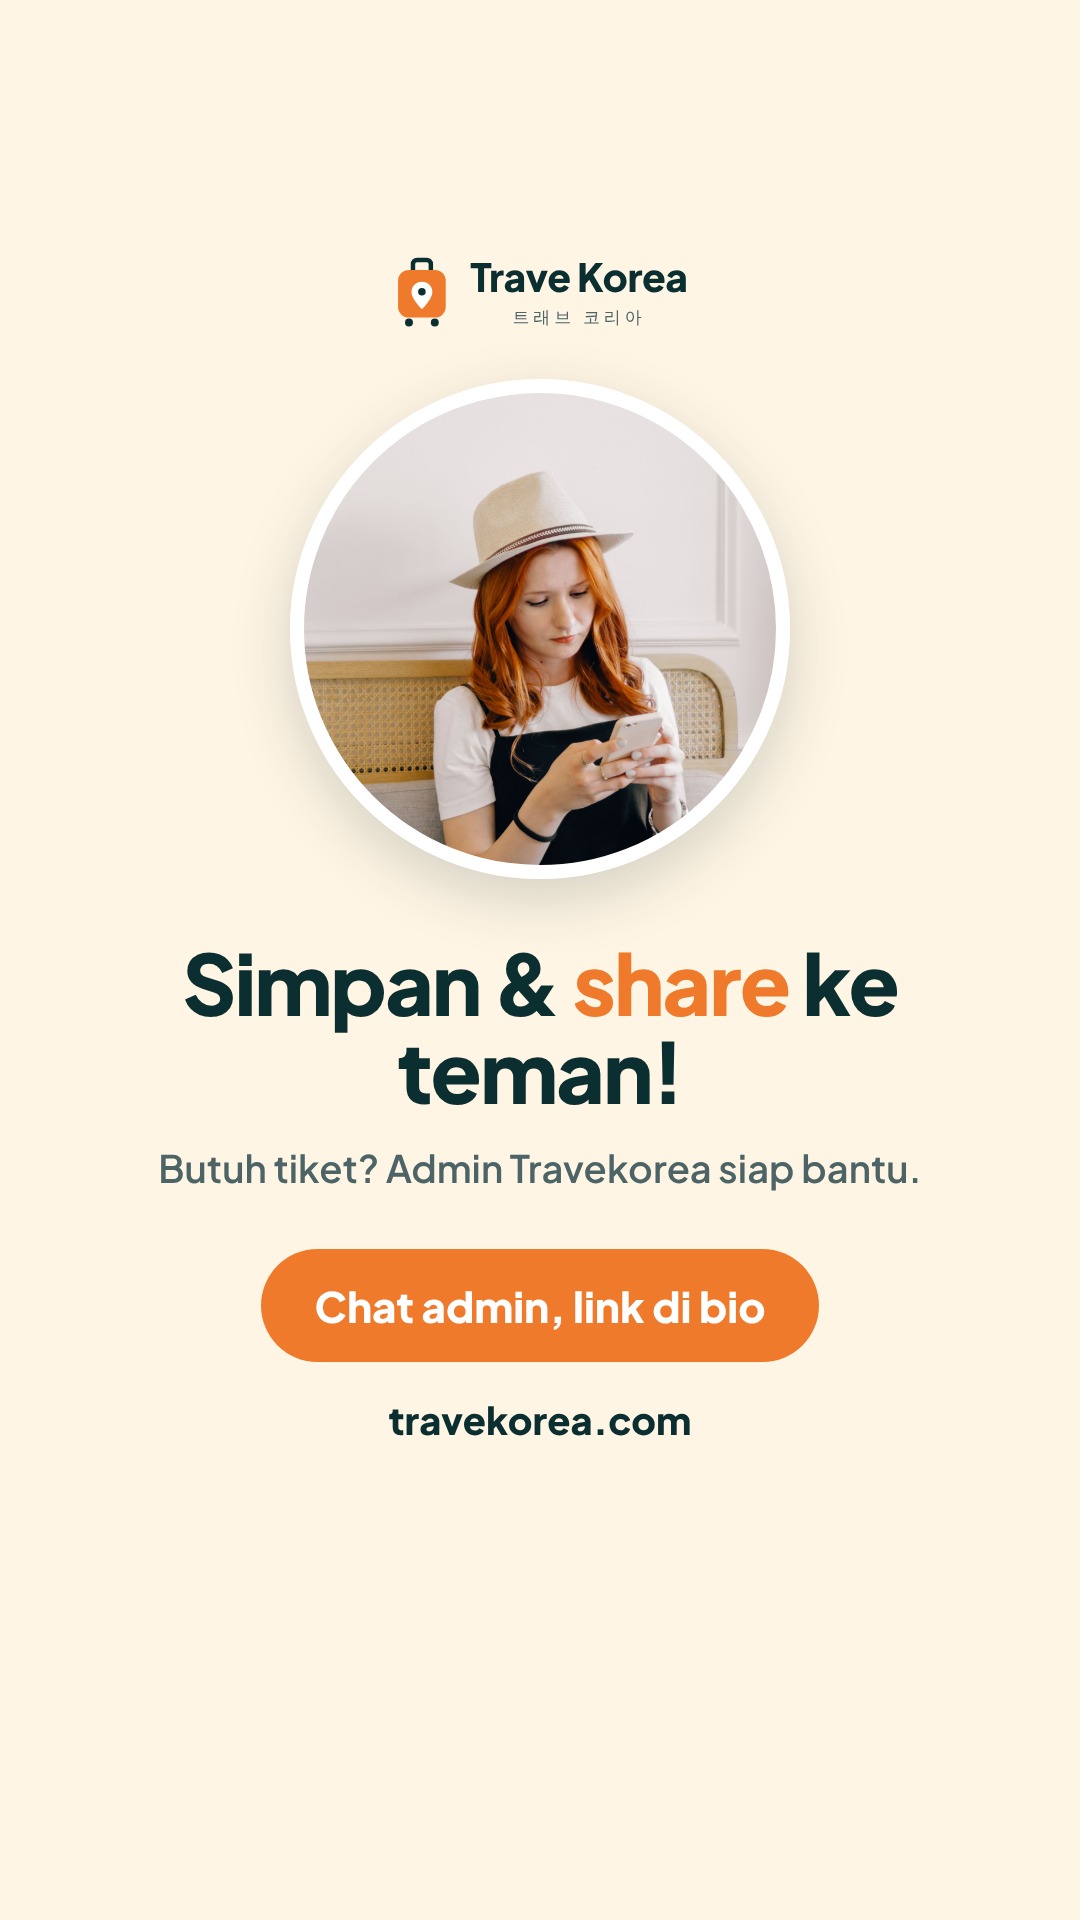 Trave Korea
트래브 코리아
Simpan & share ke
teman!
Butuh tiket? Admin Travekorea siap bantu.
Chat admin, link di bio
travekorea.com